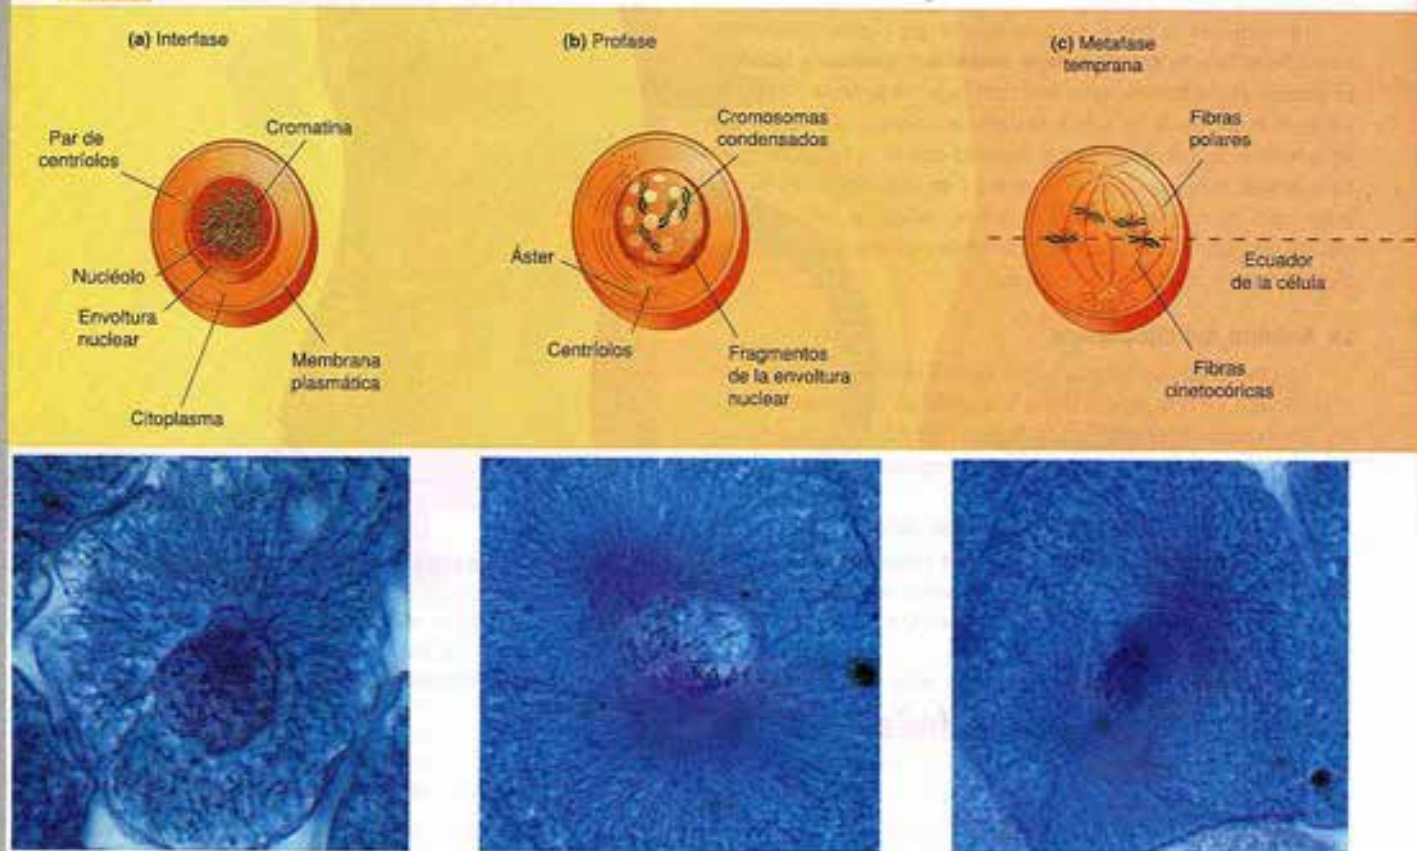 (a) Interfase
Par de
centríolos
Cromatina
Nucléolo
Envoltura
nuclear
Citoplasma
Membrana
plasmática
(b) Profase
Cromosomas
condensados
Áster
Centríolos
Fragmentos
de la envoltura
nuclear
(c) Metafase
temprana
Fibras
polares
Ecuador
de la célula
Fibras
cinetocóricas